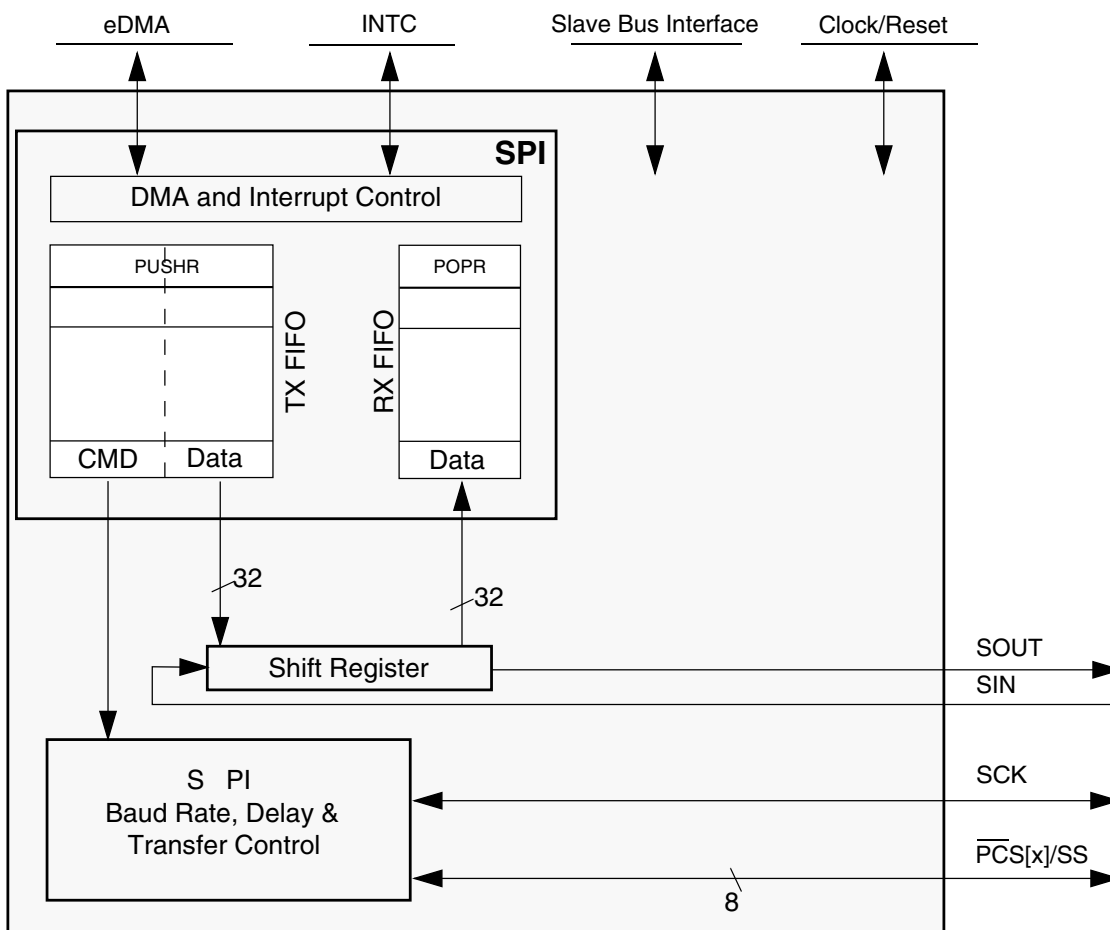 eDMA
INTC
Slave Bus Interface
Clock/Reset
SPI
DMA and Interrupt Control
PUSHR
POPR
TX FIFO
RX FIFO
CMD
Data
Data
32
32
Shift Register
SOUT
SIN
S PI
Baud Rate, Delay &
Transfer Control
SCK
PCS[x]/SS
8